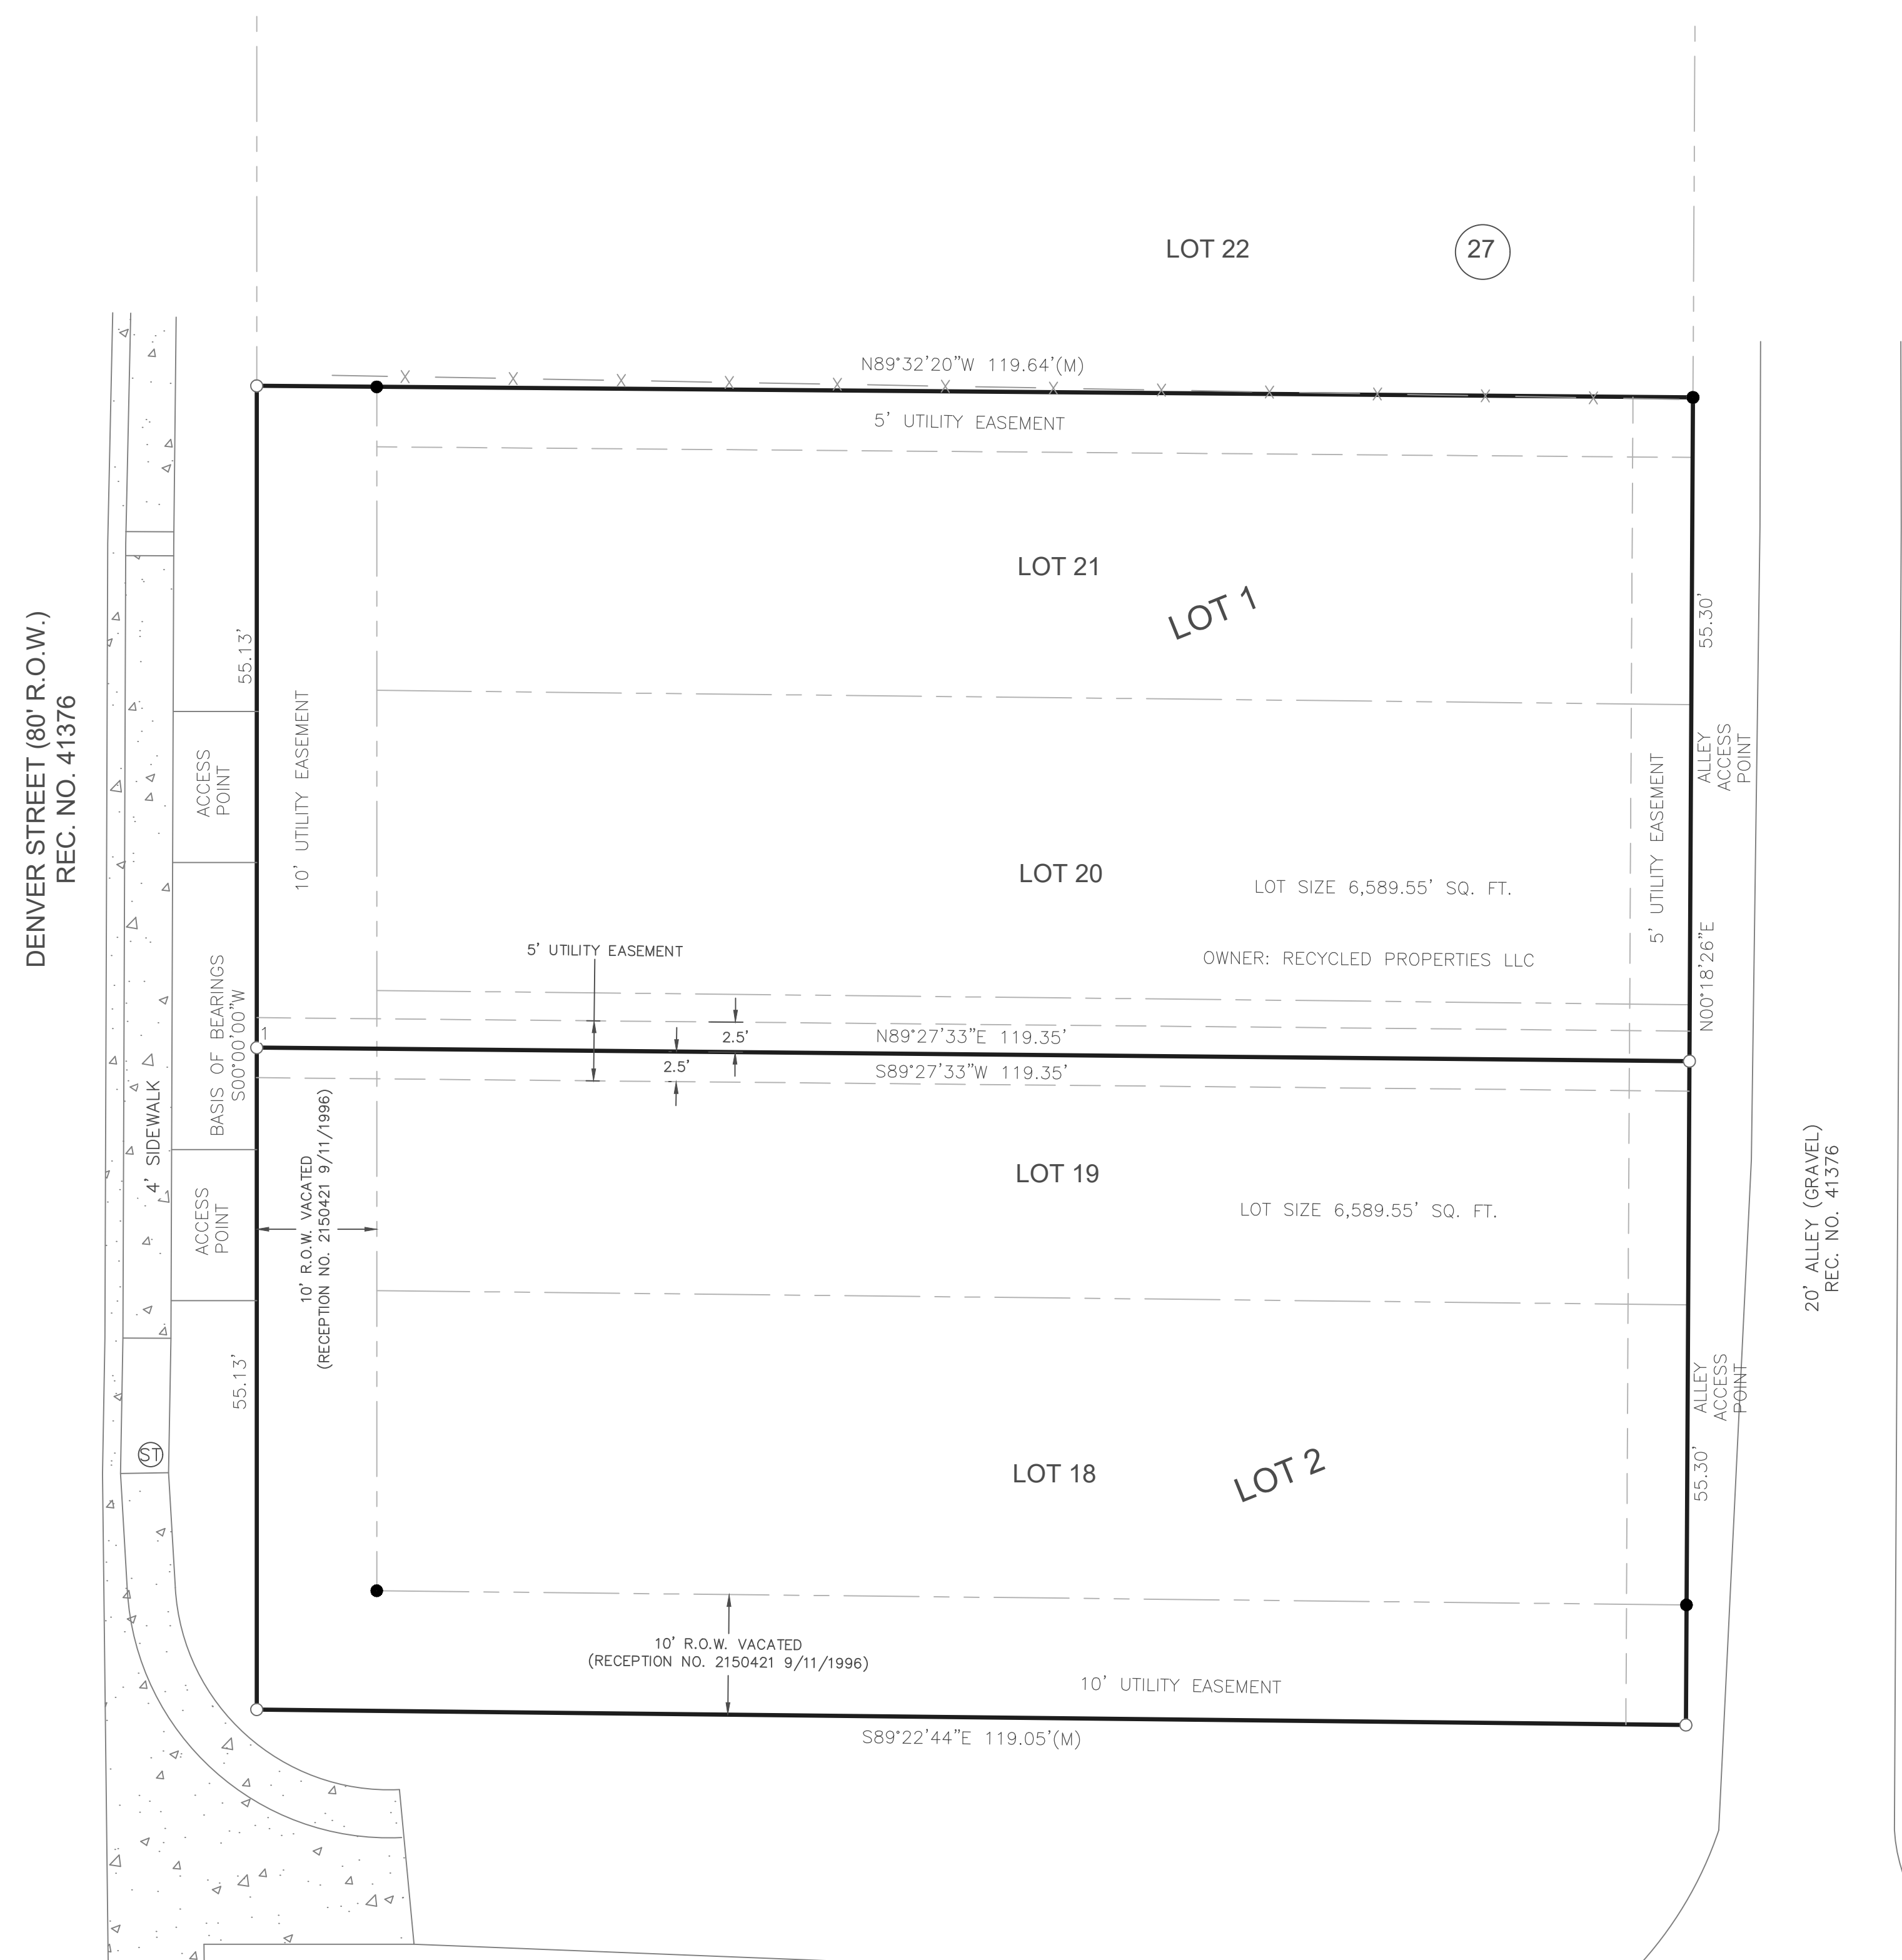 LOT 22
27
N89°32'20"W 119.64'(M)
5' UTILITY EASEMENT
LOT 21
LOT 1
55.13'
55.30'
DENVER STREET (80' R.O.W.)
REC. NO. 41376
ACCESS
POINT
10' UTILITY EASEMENT
ALLEY
ACCESS
POINT
5' UTILITY EASEMENT
LOT 20
LOT SIZE 6,589.55' SQ. FT.
OWNER: RECYCLED PROPERTIES LLC
5' UTILITY EASEMENT
N00°18'26"E
BASIS OF BEARINGS
S00°00'00"W
1
2.5'
N89°27'33"E 119.35'
2.5'
S89°27'33"W 119.35'
4' SIDEWALK
10' R.O.W. VACATED
(RECEPTION NO. 2150421 9/11/1996)
LOT 19
LOT SIZE 6,589.55' SQ. FT.
ACCESS
POINT
20' ALLEY (GRAVEL)
REC. NO. 41376
55.13'
ALLEY
ACCESS
POINT
ST
LOT 18
LOT 2
55.30'
10' R.O.W. VACATED
(RECEPTION NO. 2150421 9/11/1996)
10' UTILITY EASEMENT
S89°22'44"E 119.05'(M)